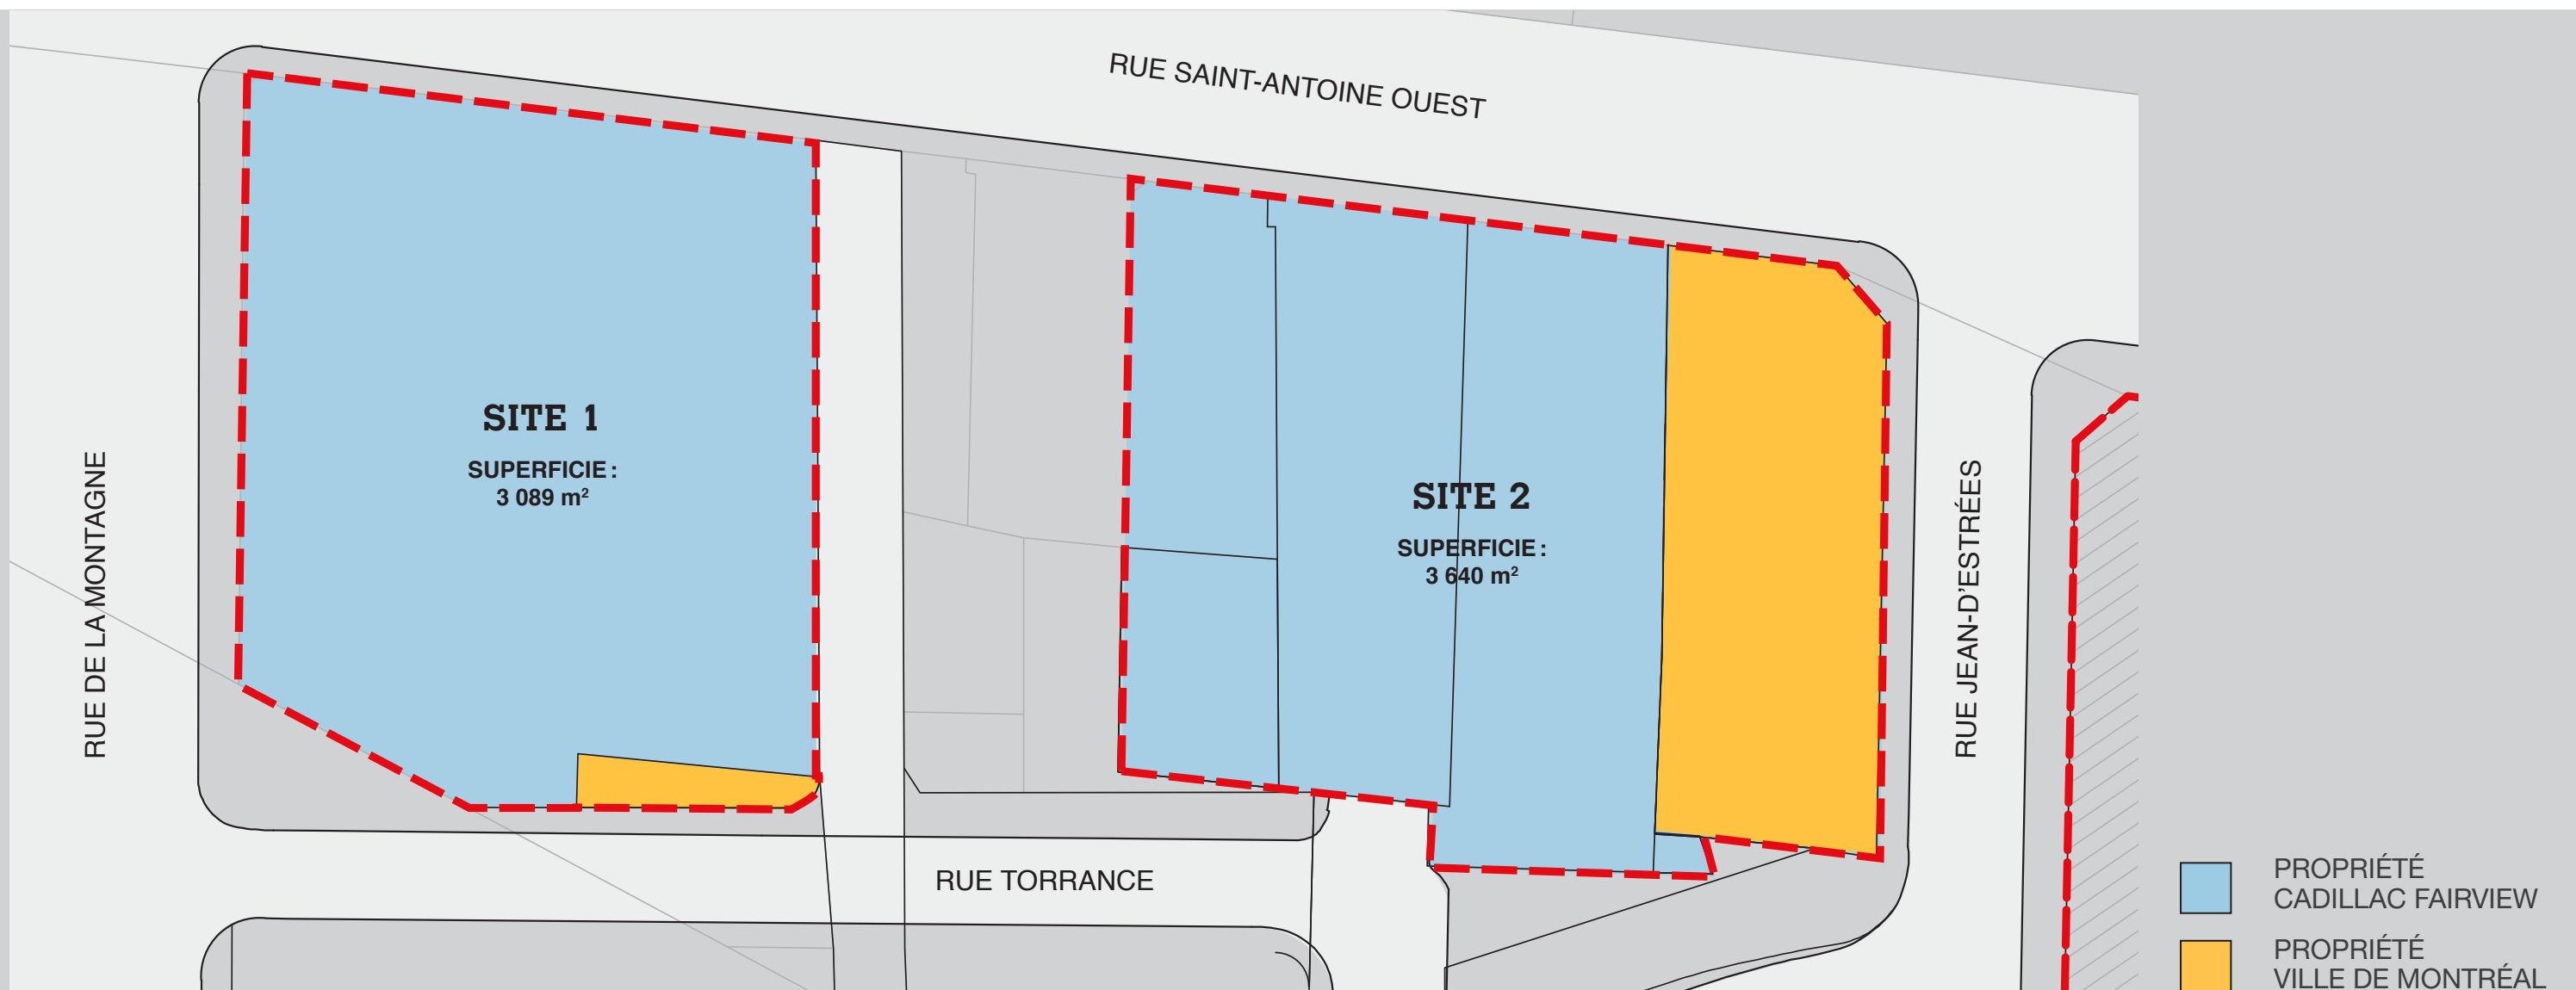 RUE SAINT-ANTOINE OUEST
SITE 1
SUPERFICIE :
3 089 m²
SITE 2
SUPERFICIE :
3 640 m²
RUE DE LA MONTAGNE
RUE JEAN-D'ESTRÉES
RUE TORRANCE
PROPRIÉTÉ
CADILLAC FAIRVIEW
PROPRIÉTÉ
VILLE DE MONTRÉAL